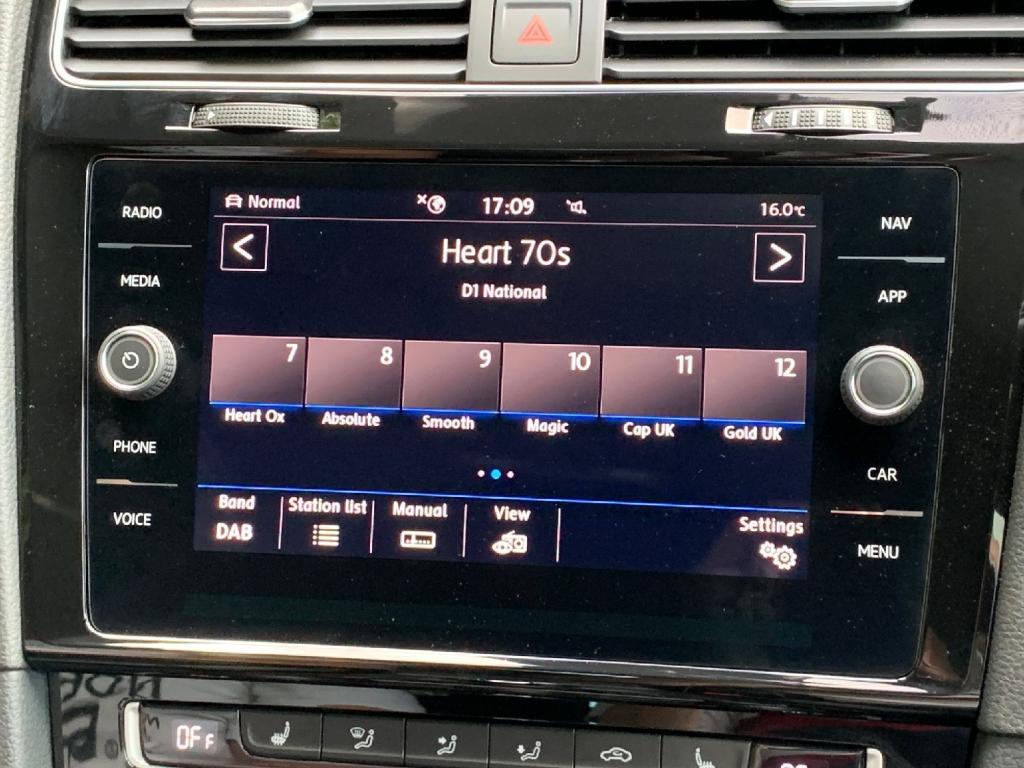 Normal 17:09 16.0°C
RADIO
NAV
< Heart 70s >
D1 National
MEDIA
APP
7 8 9 10 11 12
Heart Ox Absolute Smooth Magic Cap UK Gold UK
PHONE
CAR
VOICE
Band Station list Manual View Settings
DAB
MENU
OFF